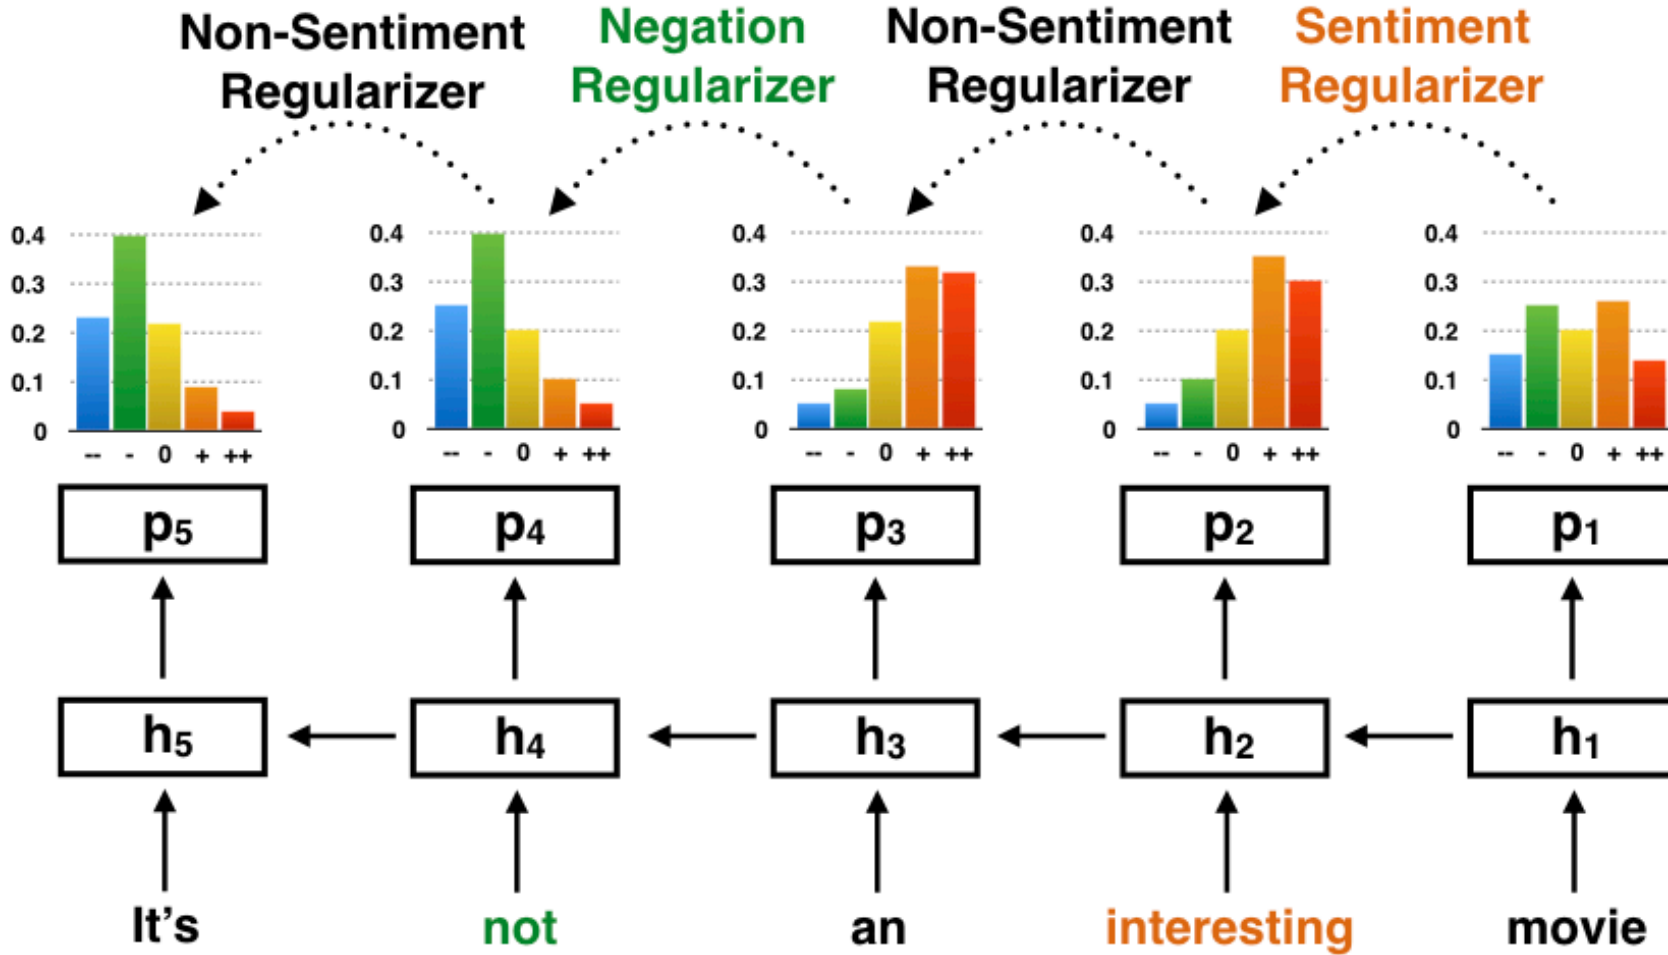 Non-Sentiment Regularizer
Negation Regularizer
Non-Sentiment Regularizer
Sentiment Regularizer
0.4
0.3
0.2
0.1
0
-- - 0 + ++
0.4
0.3
0.2
0.1
0
-- - 0 + ++
0.4
0.3
0.2
0.1
0
-- - 0 + ++
0.4
0.3
0.2
0.1
0
-- - 0 + ++
0.4
0.3
0.2
0.1
0
-- - 0 + ++
p5 p4 p3 p2 p1
h5 h4 h3 h2 h1
It's not an interesting movie